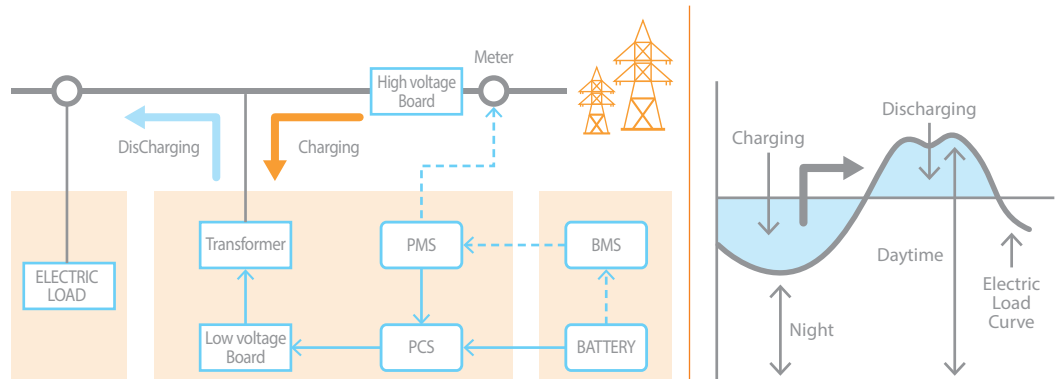 Meter
High voltage
Board
DisCharging
Charging
Transformer
PMS
BMS
ELECTRIC
LOAD
Low voltage
Board
PCS
BATTERY
Discharging
Charging
Daytime
Electric
Load
Curve
Night